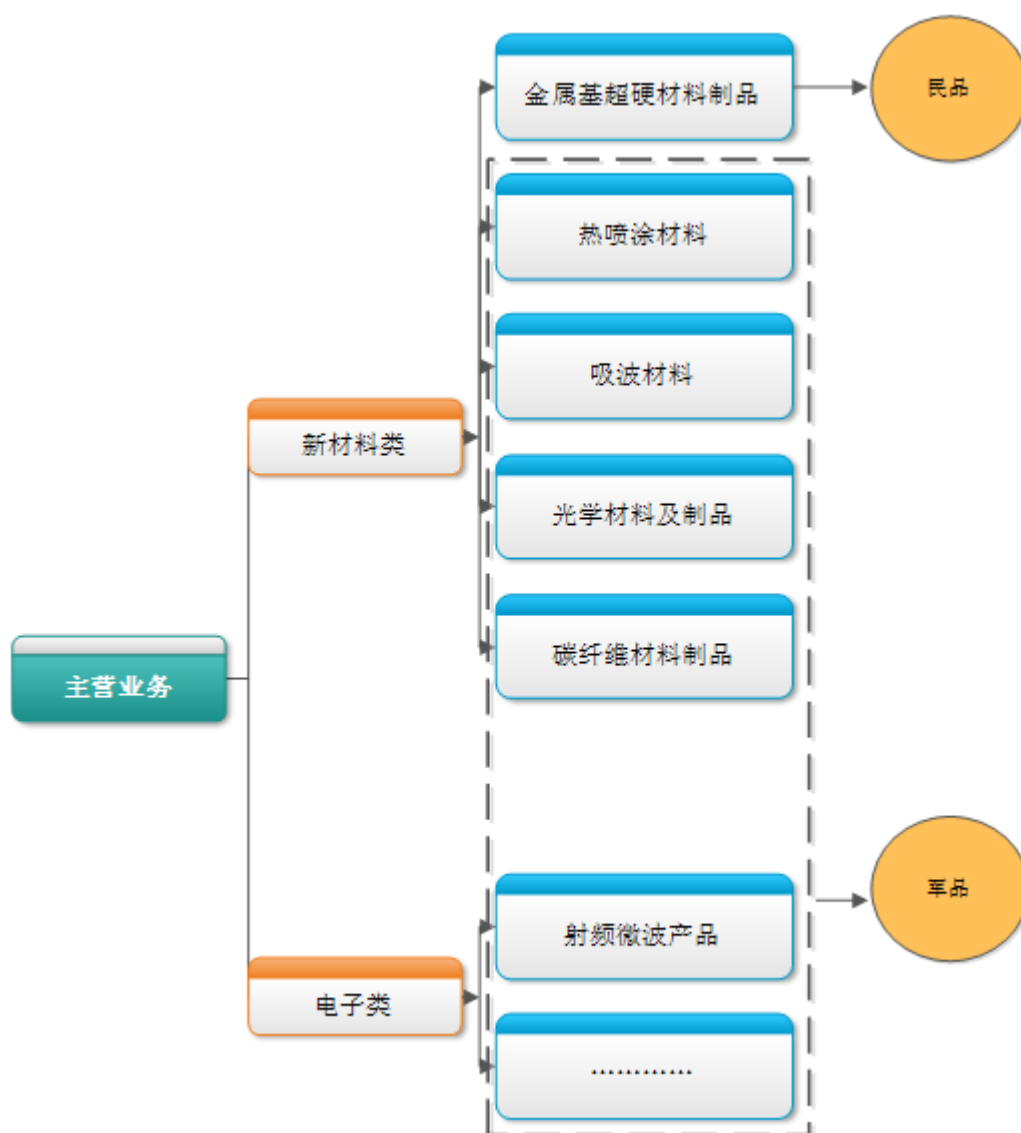 金属基超硬材料制品
民品
热喷涂材料
吸波材料
新材料类
光学材料及制品
碳纤维材料制品
主营业务
军品
射频微波产品
电子类
…………